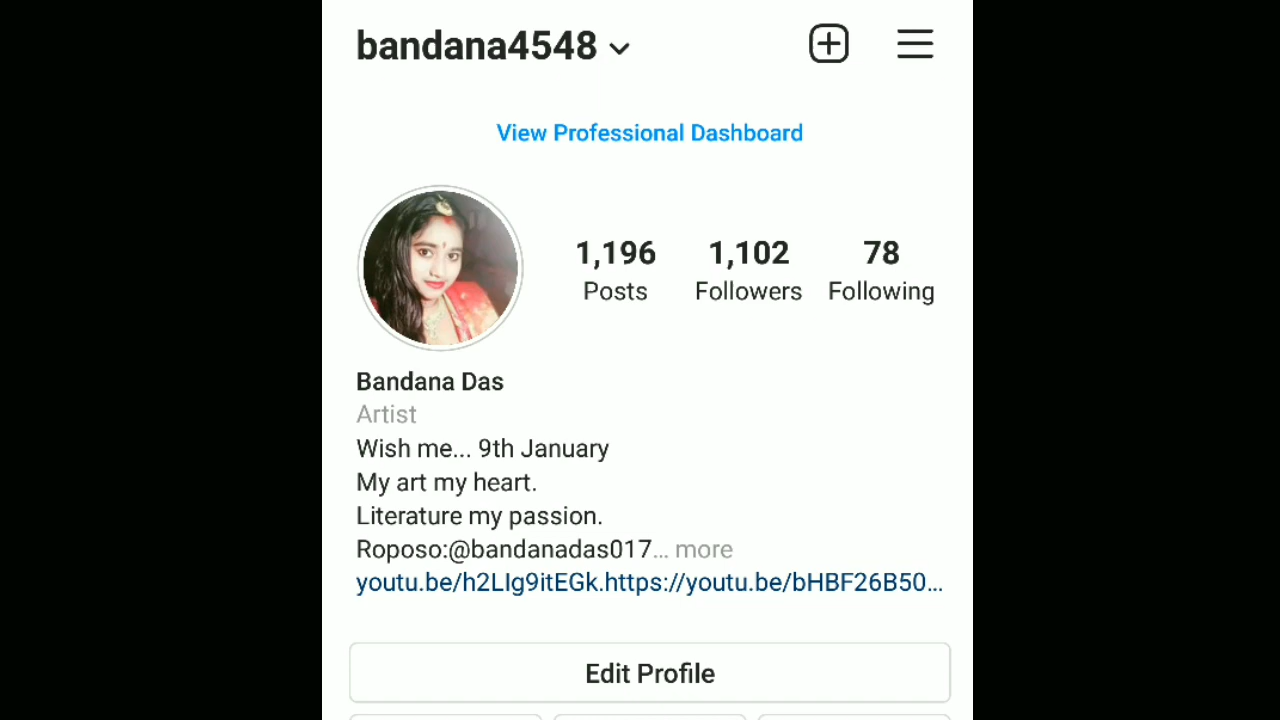 bandana4548
View Professional Dashboard
1,196 1,102 78
Posts Followers Following
Bandana Das
Artist
Wish me... 9th January
My art my heart.
Literature my passion.
Roposo:@bandanadas017... more
youtu.be/h2LIg9itEGk.https://youtu.be/bHBF26B50...
Edit Profile